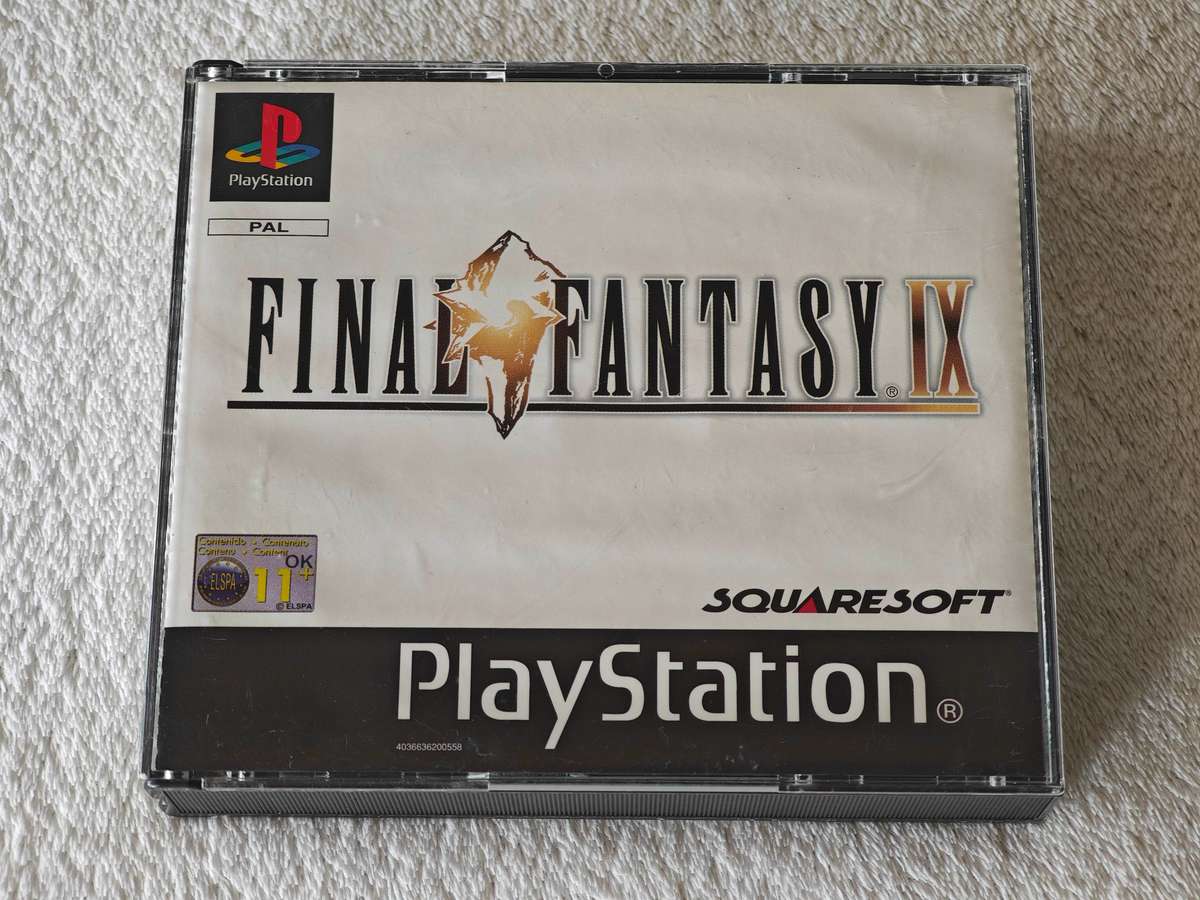 PlayStation
PAL
FINAL FANTASY® IX
Contenido • Contenuto
Contenu • Content
ELSPA
OK
11+
© ELSPA
SQUARESOFT®
PlayStation®
4036636200558